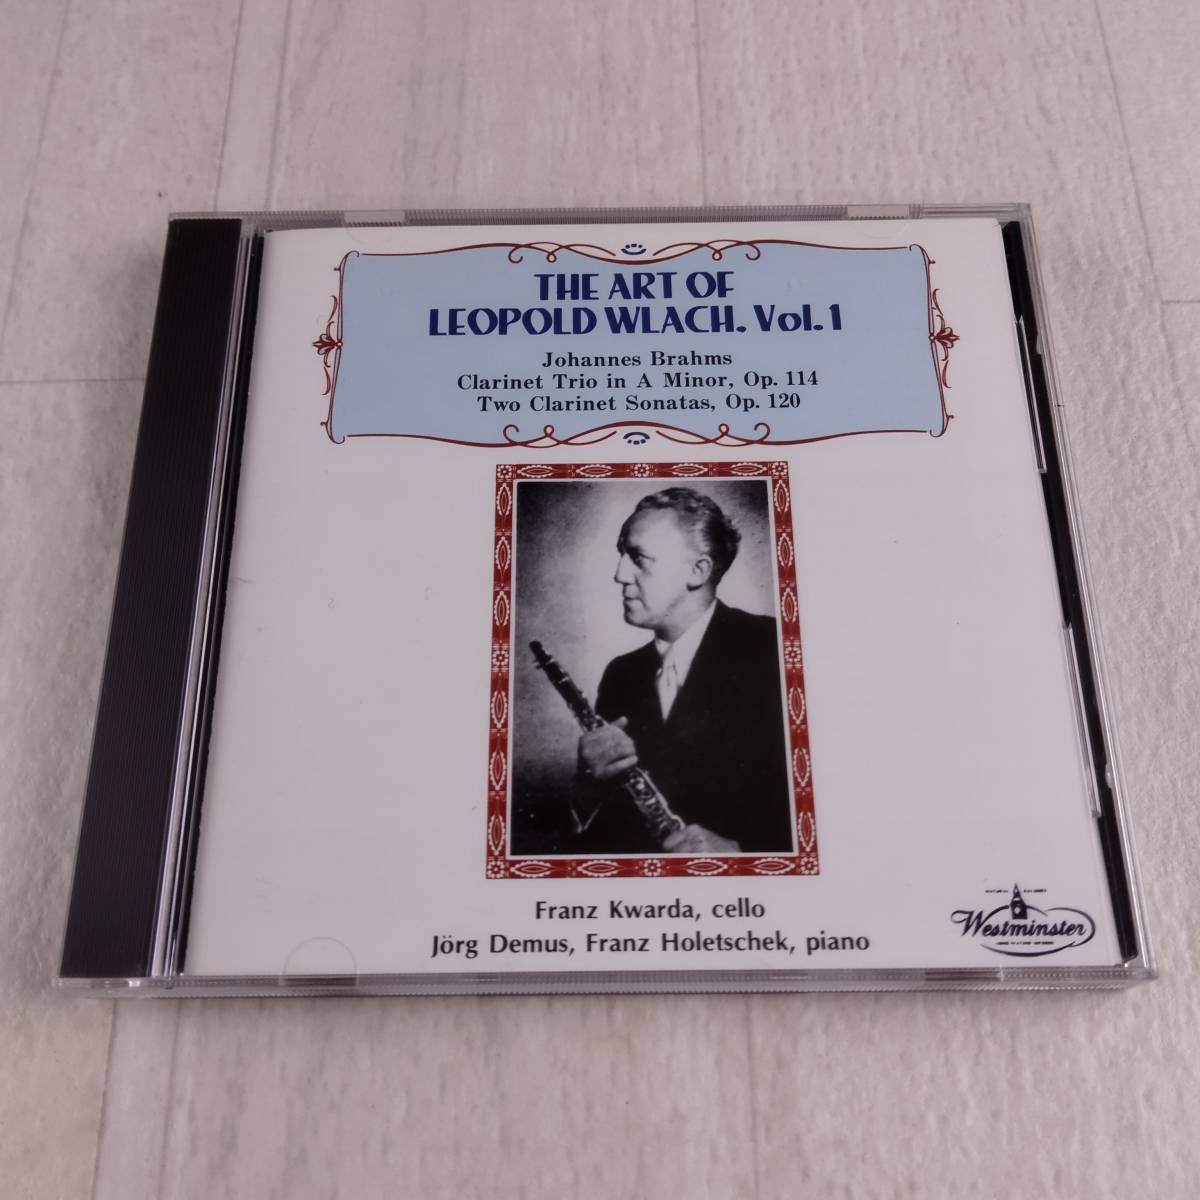 THE ART OF
LEOPOLD WLACH. Vol. 1
Johannes Brahms
Clarinet Trio in A Minor, Op. 114
Two Clarinet Sonatas, Op. 120
Franz Kwarda, cello
Jörg Demus, Franz Holetschek, piano
Westminster